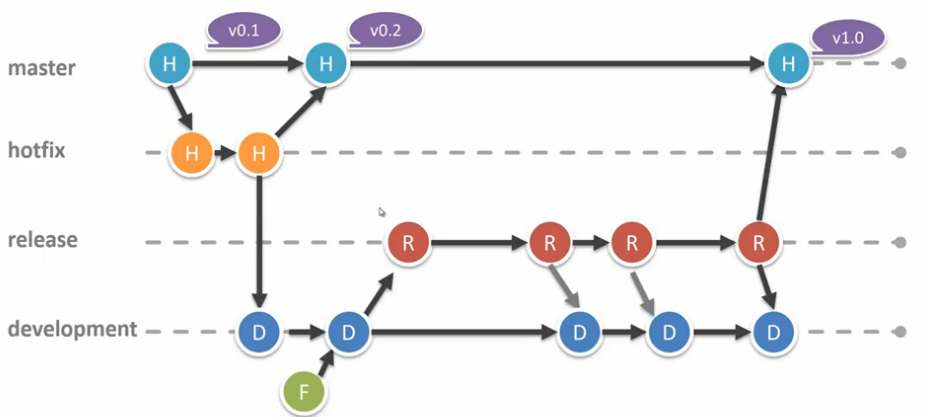 v0.1 v0.2 v1.0
master H H H
hotfix H H
release R R R R
development D D D D D
F